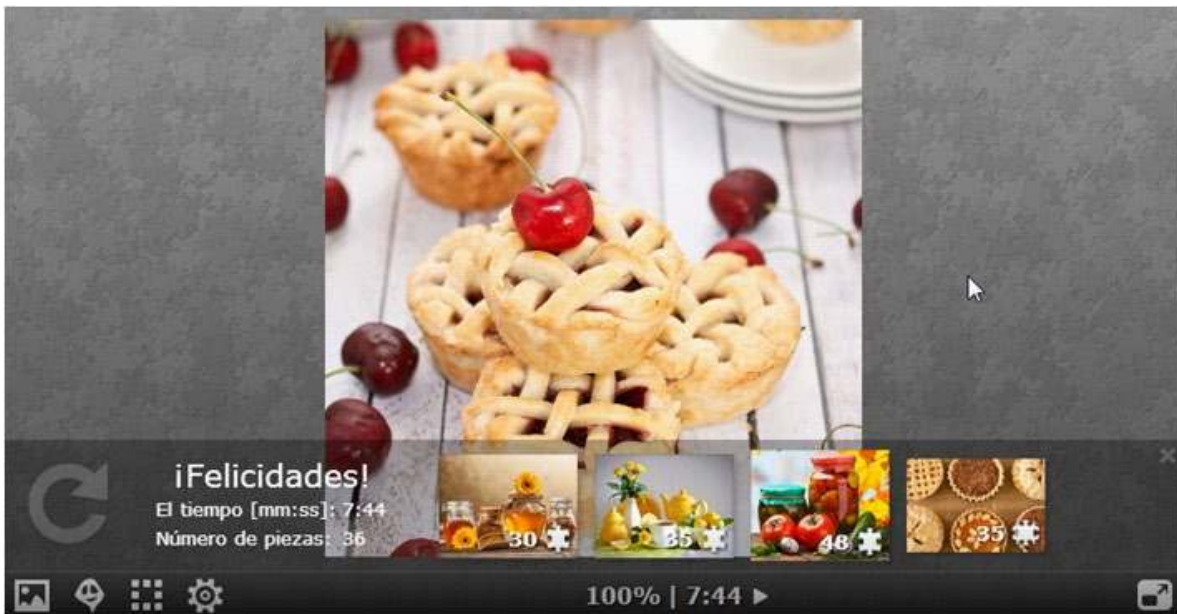 ¡Felicidades!
El tiempo [mm:ss]: 7:44
Número de piezas: 36
30
35
48
35
100% | 7:44